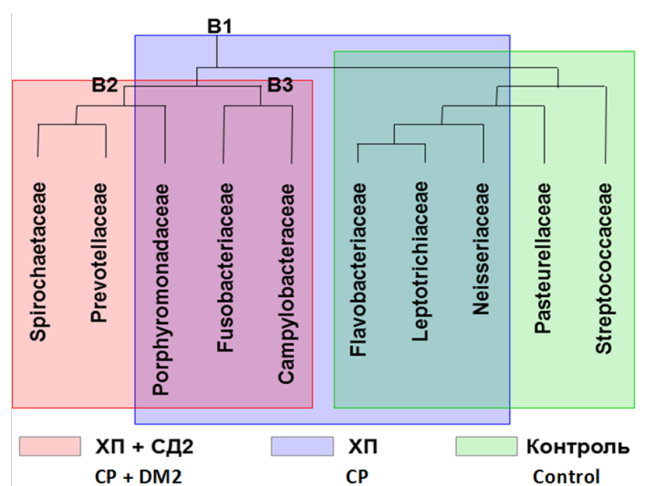 B1
B2
B3
Spirochaetaceae
Prevotellaceae
Porphyromonadaceae
Fusobacteriaceae
Campylobacteraceae
Flavobacteriaceae
Leptotrichiaceae
Neisseriaceae
Pasteurellaceae
Streptococcaceae
ХП + СД2
ХП
Контроль
CP + DM2
CP
Control